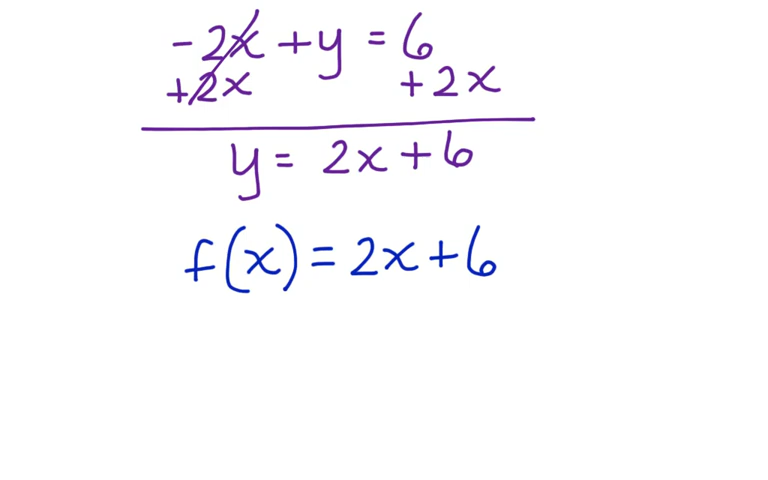 -2x + y = 6
+2x +2x
y = 2x + 6
f(x) = 2x + 6